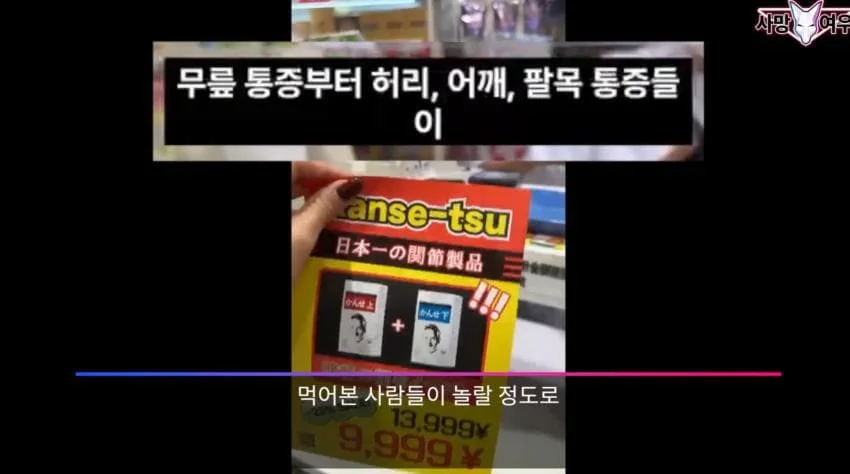 사망여우
무릎 통증부터 허리, 어깨, 팔목 통증들
이
anse-tsu
日本一の関節製品
!!!
かんせ 上
+
かんせ 下
먹어본 사람들이 놀랄 정도로
13,999¥
9,999¥